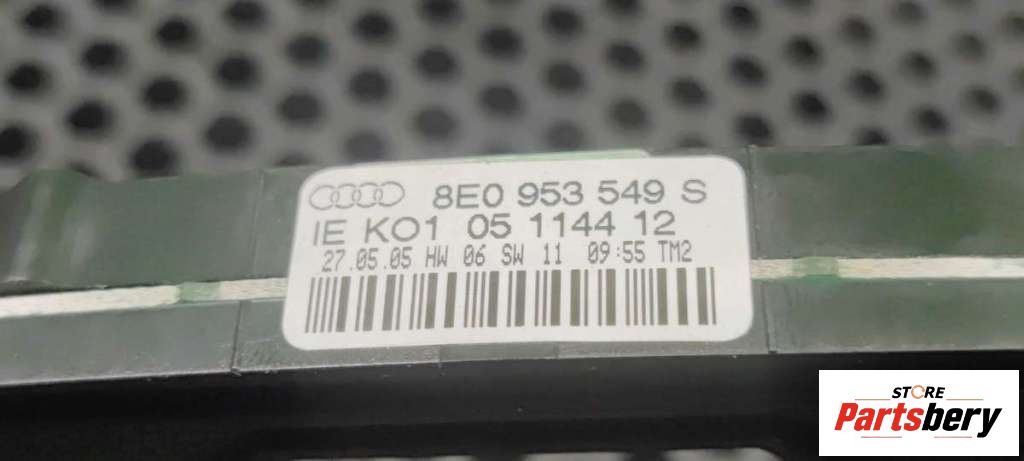 8E0 953 549 S
IE KO1 05 1144 12
27.05.05 HW 06 SW 11 09:55 TM2
STORE
Partsbery